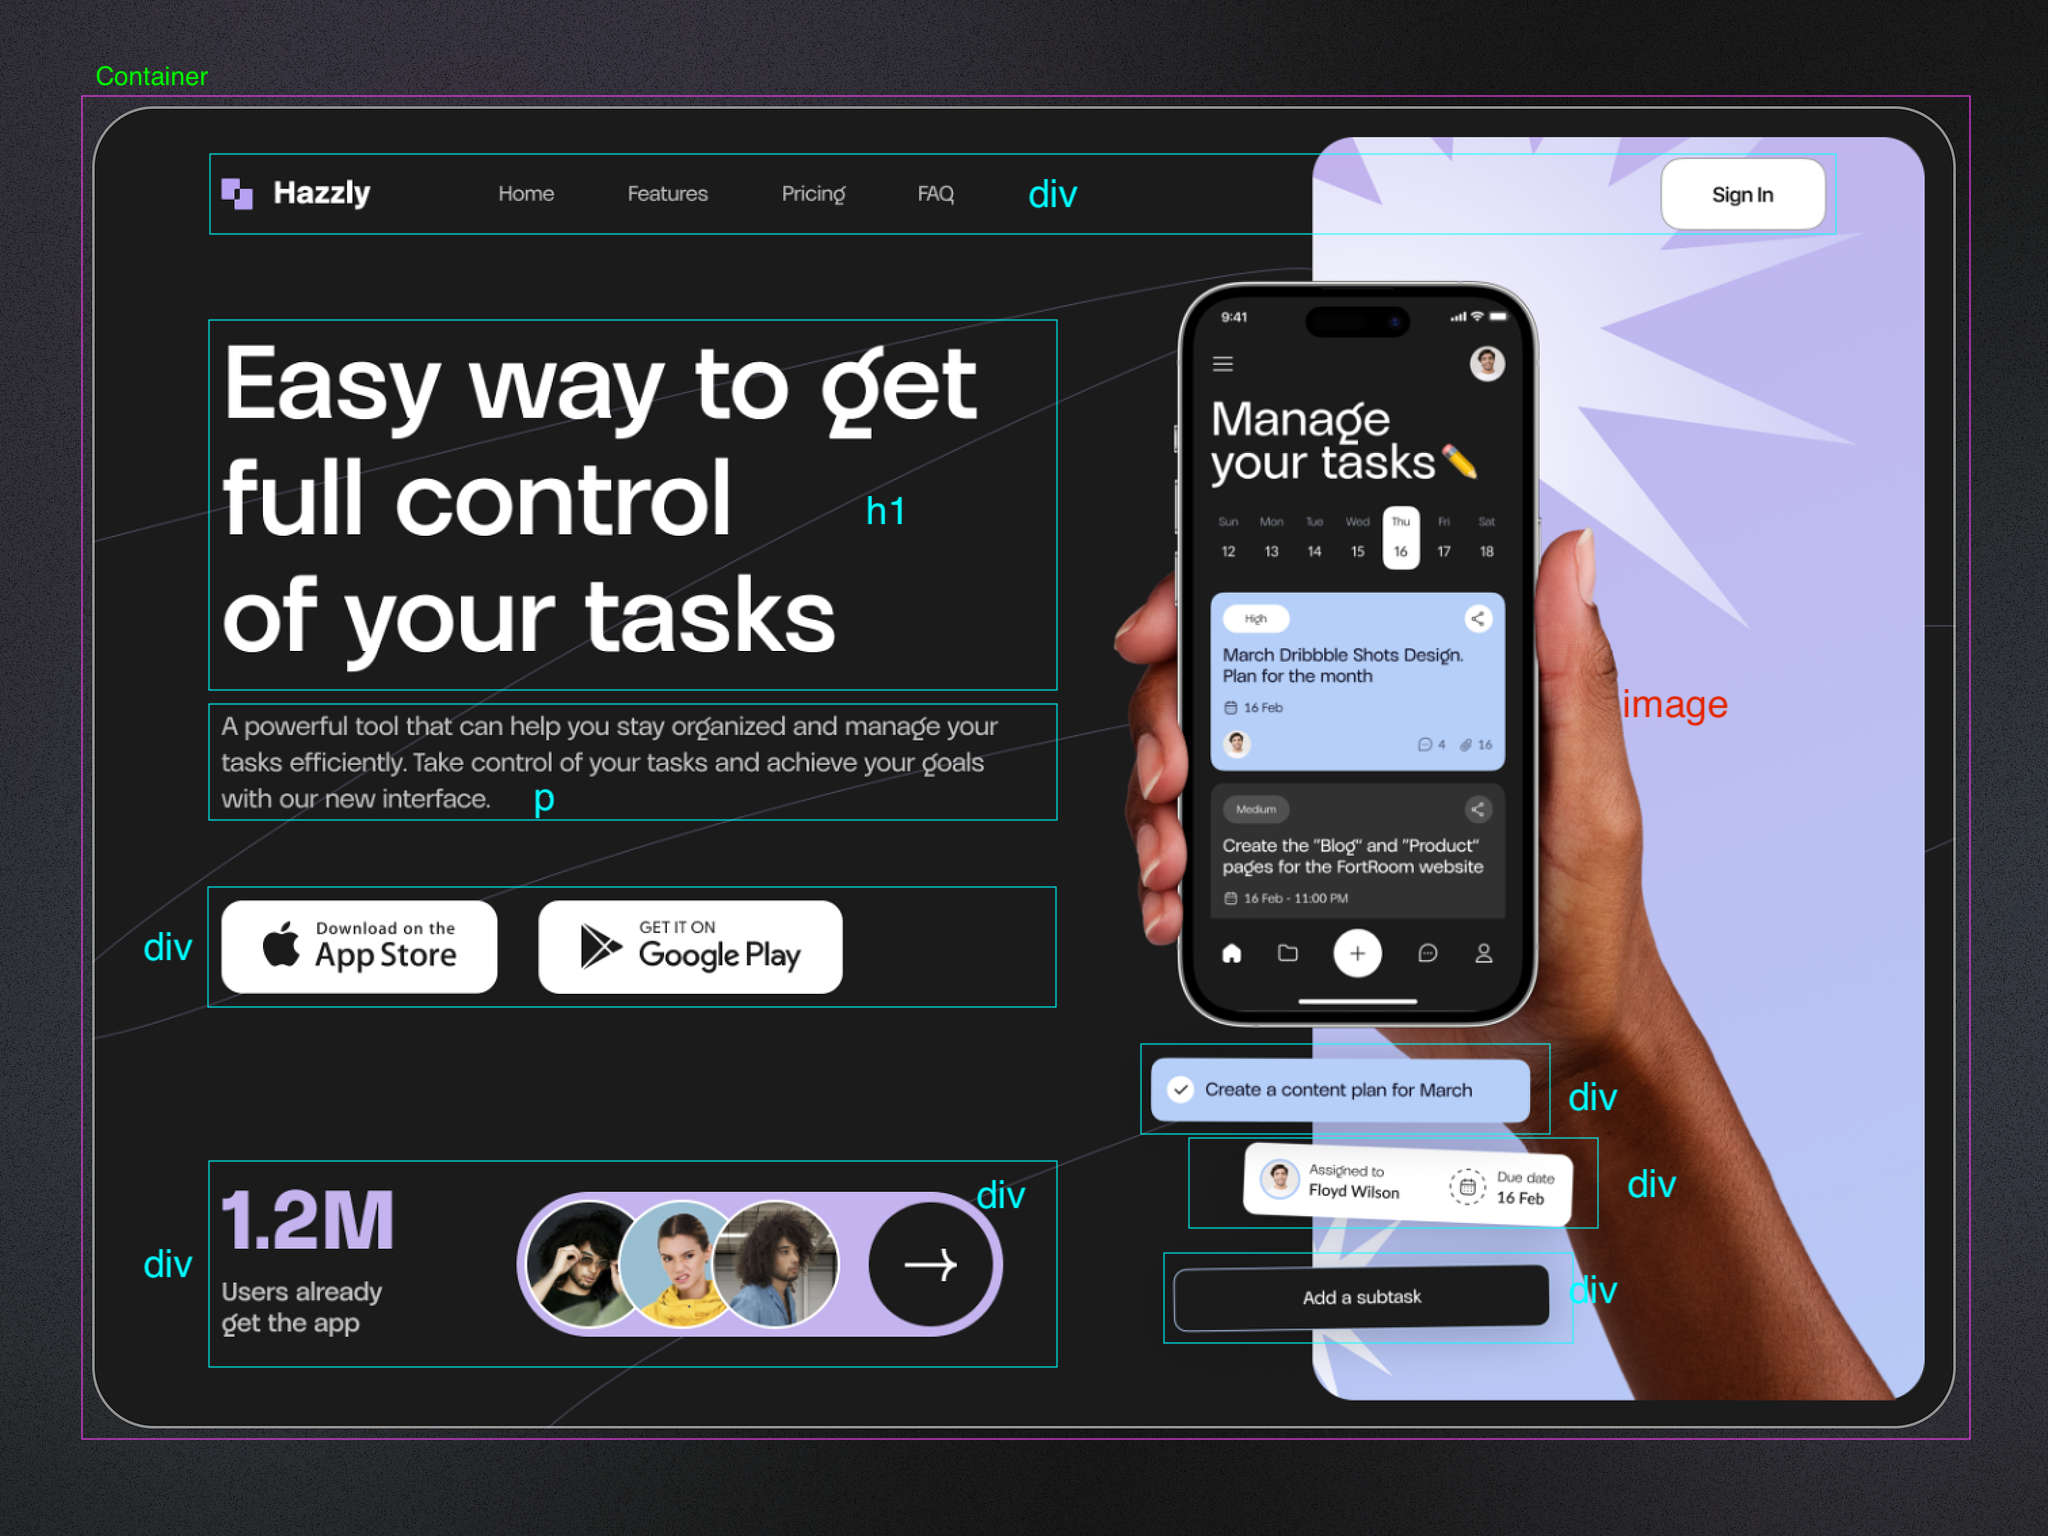 Container
Hazzly
Home
Features
Pricing
FAQ
div
Sign In
Easy way to get
full control
h1
of your tasks
A powerful tool that can help you stay organized and manage your
tasks efficiently. Take control of your tasks and achieve your goals
with our new interface.
p
div
Download on the
App Store
GET IT ON
Google Play
div
1.2M
Users already
get the app
div
9:41
Manage
your tasks
Sun Mon Tue Wed Thu Fri Sat
12 13 14 15 16 17 18
High
March Dribbble Shots Design.
Plan for the month
16 Feb
4 16
Medium
Create the "Blog" and "Product"
pages for the FortRoom website
16 Feb - 11:00 PM
image
Create a content plan for March
div
Assigned to
Floyd Wilson
Due date
16 Feb
div
Add a subtask
div